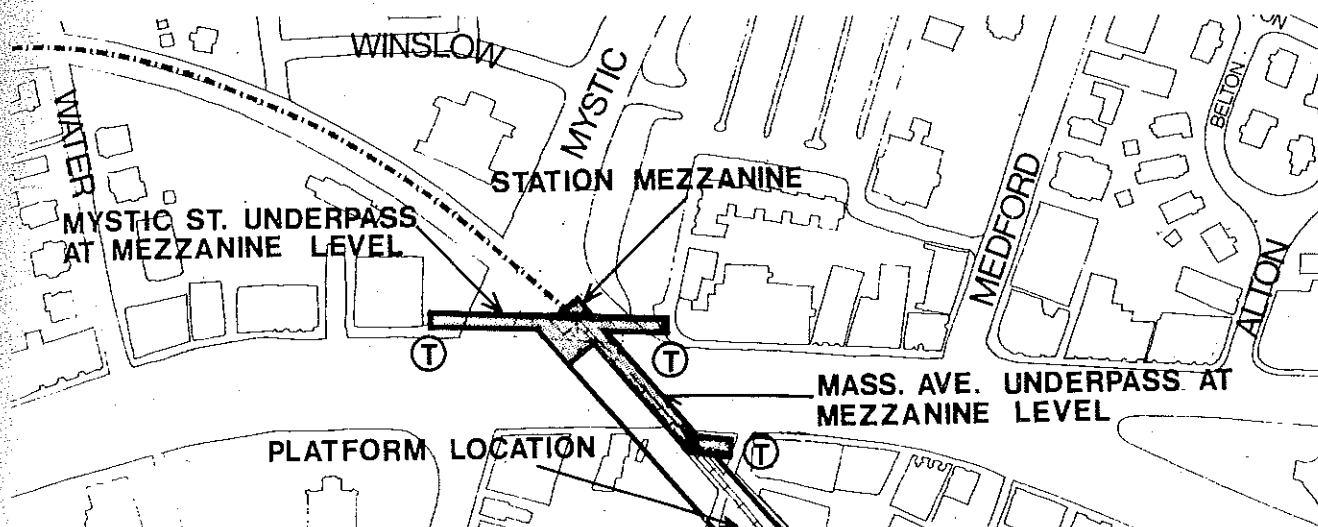 WINSLOW
MYSTIC
WATER
BELTON
STATION MEZZANINE
MEDFORD
MYSTIC ST. UNDERPASS
AT MEZZANINE LEVEL
ALTON
T
T
MASS. AVE. UNDERPASS AT
MEZZANINE LEVEL
PLATFORM LOCATION
T